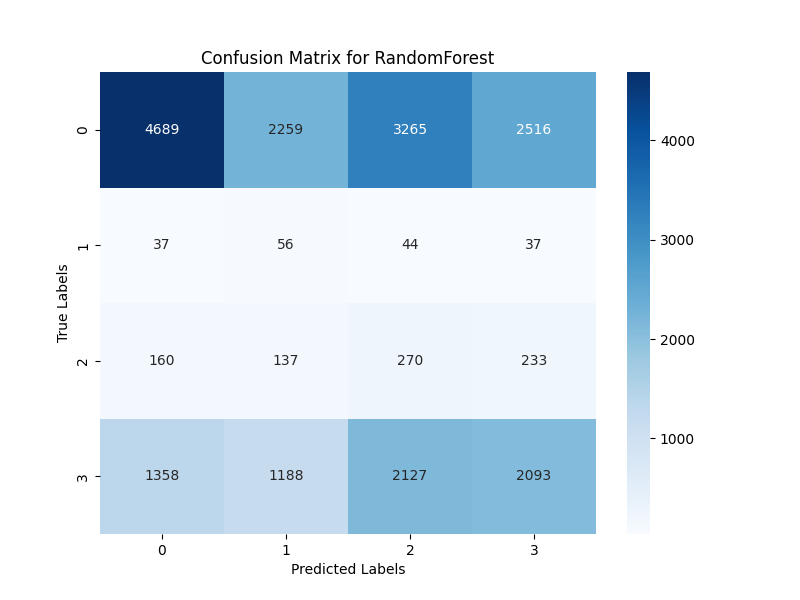 Confusion Matrix for RandomForest
True Labels
0 4689 2259 3265 2516
1 37 56 44 37
2 160 137 270 233
3 1358 1188 2127 2093
0 1 2 3
Predicted Labels
4000
3000
2000
1000